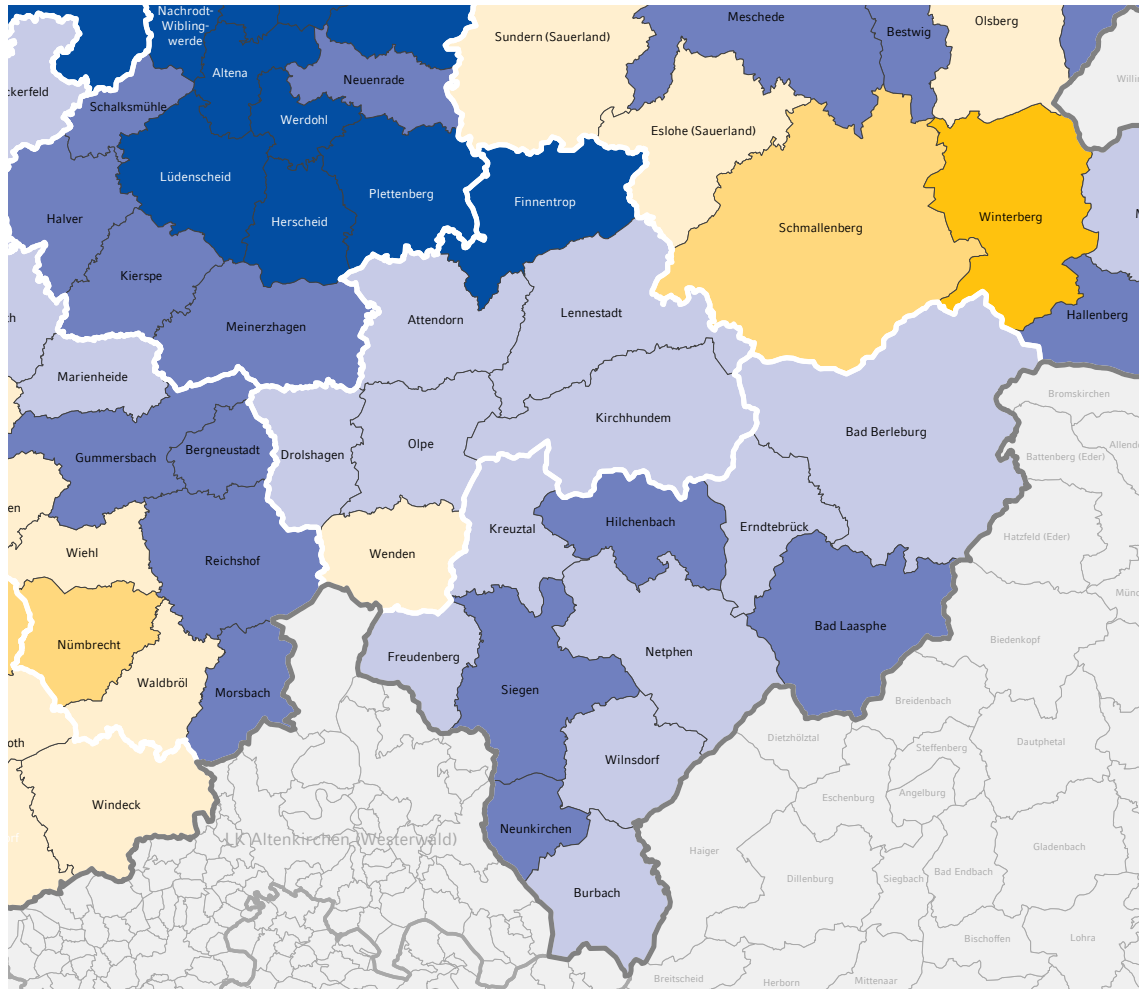 Nachrodt-
Wibling-
werde
Meschede
Olsberg
Bestwig
Sundern (Sauerland)
Altena
Neuenrade
ckerfeld
Schalksmühle
Werdohl
Eslohe (Sauerland)
Lüdenscheid
Plettenberg
Finnentrop
Halver
Herscheid
Schmallenberg
Winterberg
Kierspe
Attendorn
Lennestadt
Hallenberg
Meinerzhagen
Marienheide
Bromskirchen
Kirchhundem
Bad Berleburg
Olpe
Drolshagen
Bergneustadt
Gummersbach
Allend
Battenberg (Eder)
en
Kreuztal
Hilchenbach
Erndtebrück
Hatzfeld (Eder)
Wiehl
Reichshof
Wenden
Münc
Bad Laasphe
Biedenkopf
Nümbrecht
Freudenberg
Netphen
Waldbröl
Morsbach
Siegen
Breidenbach
oth
Dietzhölztal
Steffenberg
Dautphetal
Wilnsdorf
Angelburg
Eschenburg
Windeck
Neunkirchen
LK Altenkirchen (Westerwald)
Haiger
Gladenbach
Dillenburg
Siegbach
Bad Endbach
Burbach
Bischoffen
Lohra
Breitscheid
Herborn
Mittenaar